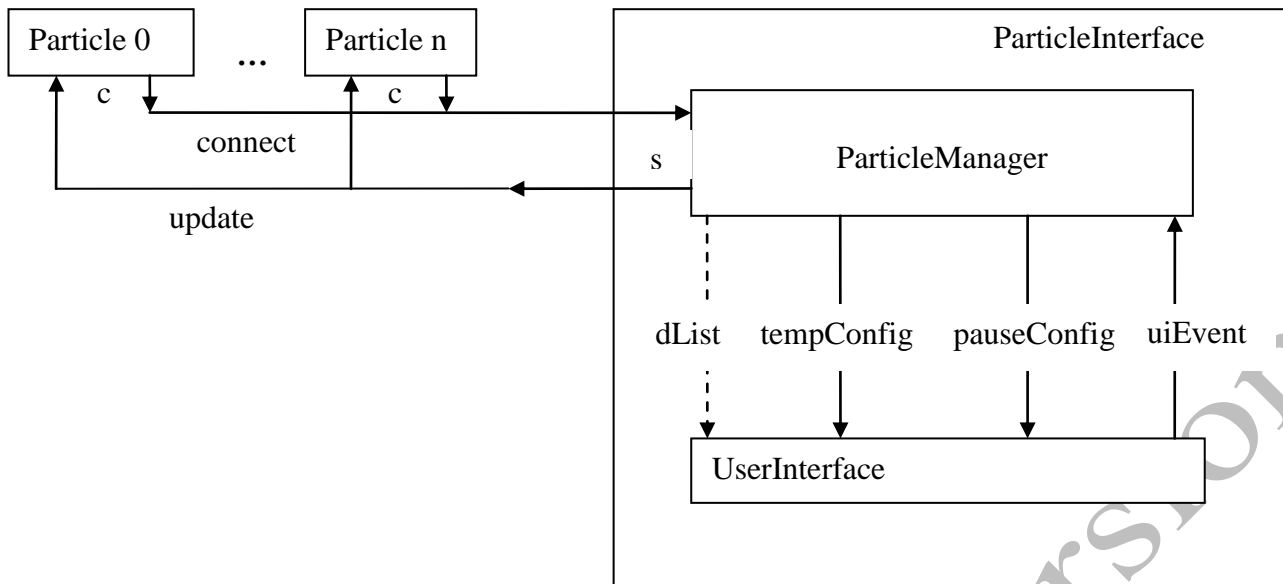 Particle 0
...
Particle n
ParticleInterface
c
c
connect
ParticleManager
s
update
dList
tempConfig
pauseConfig
uiEvent
UserInterface